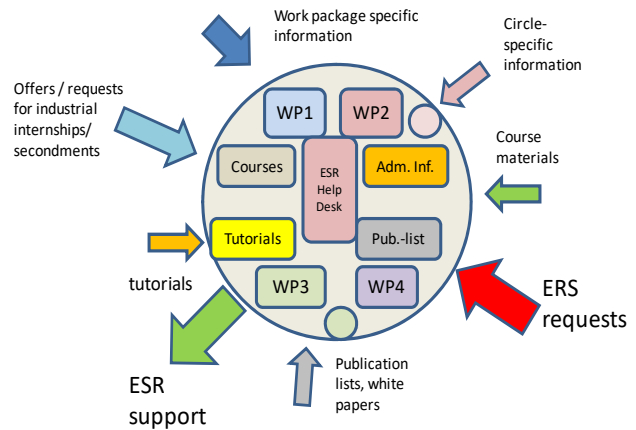 Work package specific
information
Circle-
specific
information
Offers / requests
for industrial
internships/
secondments
WP1
WP2
Courses
ESR
Help
Desk
Adm. Inf.
Course
materials
Tutorials
Pub.-list
tutorials
WP3
WP4
ERS
requests
ESR
support
Publication
lists, white
papers